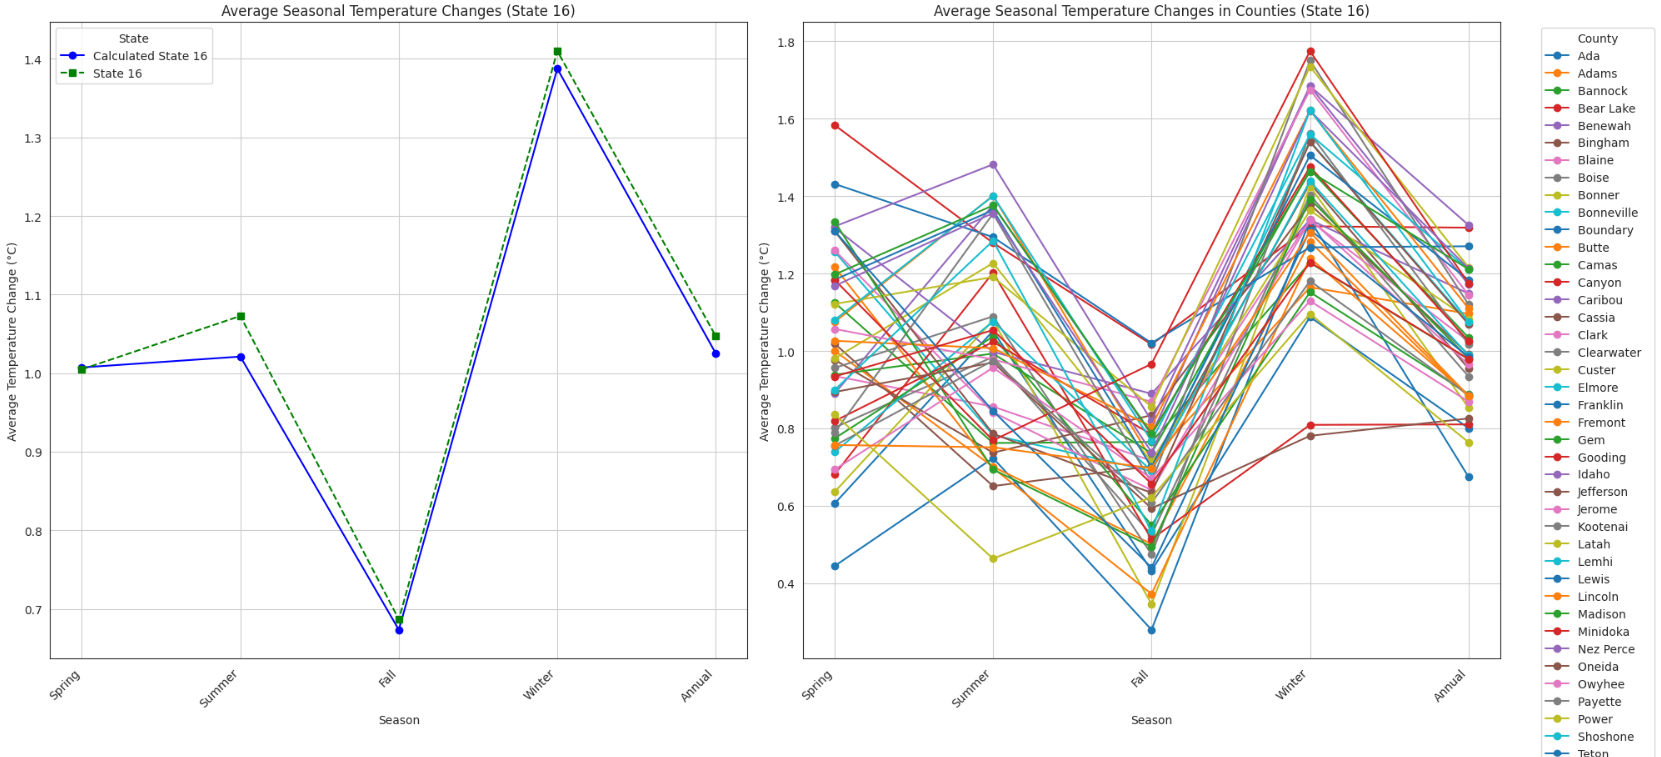 Average Seasonal Temperature Changes (State 16)
State
Calculated State 16
State 16
Average Temperature Change (°C)
1.4
1.3
1.2
1.1
1.0
0.9
0.8
0.7
Spring
Summer
Fall
Winter
Annual
Season
Average Seasonal Temperature Changes in Counties (State 16)
Average Temperature Change (°C)
1.8
1.6
1.4
1.2
1.0
0.8
0.6
0.4
Spring
Summer
Fall
Winter
Annual
Season
County
Ada
Adams
Bannock
Bear Lake
Benewah
Bingham
Blaine
Boise
Bonner
Bonneville
Boundary
Butte
Camas
Canyon
Caribou
Cassia
Clark
Clearwater
Custer
Elmore
Franklin
Fremont
Gem
Gooding
Idaho
Jefferson
Jerome
Kootenai
Latah
Lemhi
Lewis
Lincoln
Madison
Minidoka
Nez Perce
Oneida
Owyhee
Payette
Power
Shoshone
Teton